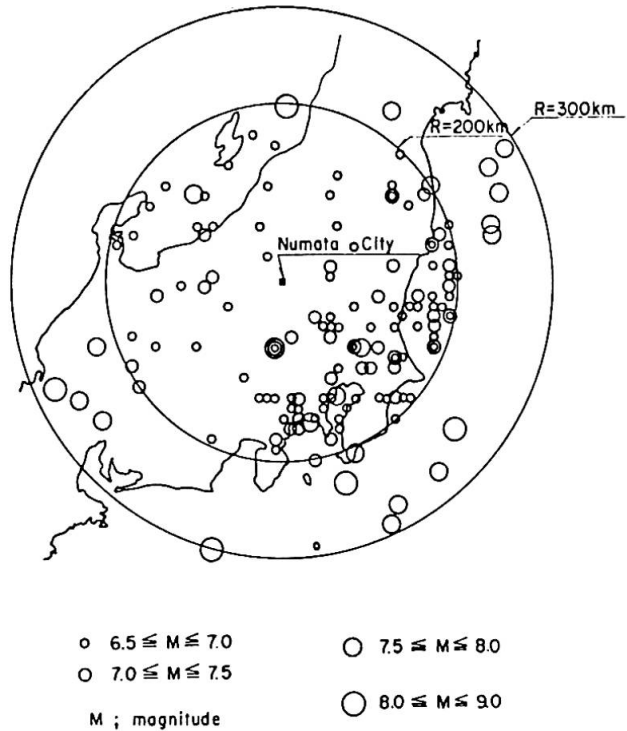 R=300km
R=200km
Numata City
6.5 ≦ M ≦ 7.0
7.0 ≦ M ≦ 7.5
7.5 ≦ M ≦ 8.0
8.0 ≦ M ≦ 9.0
M ; magnitude